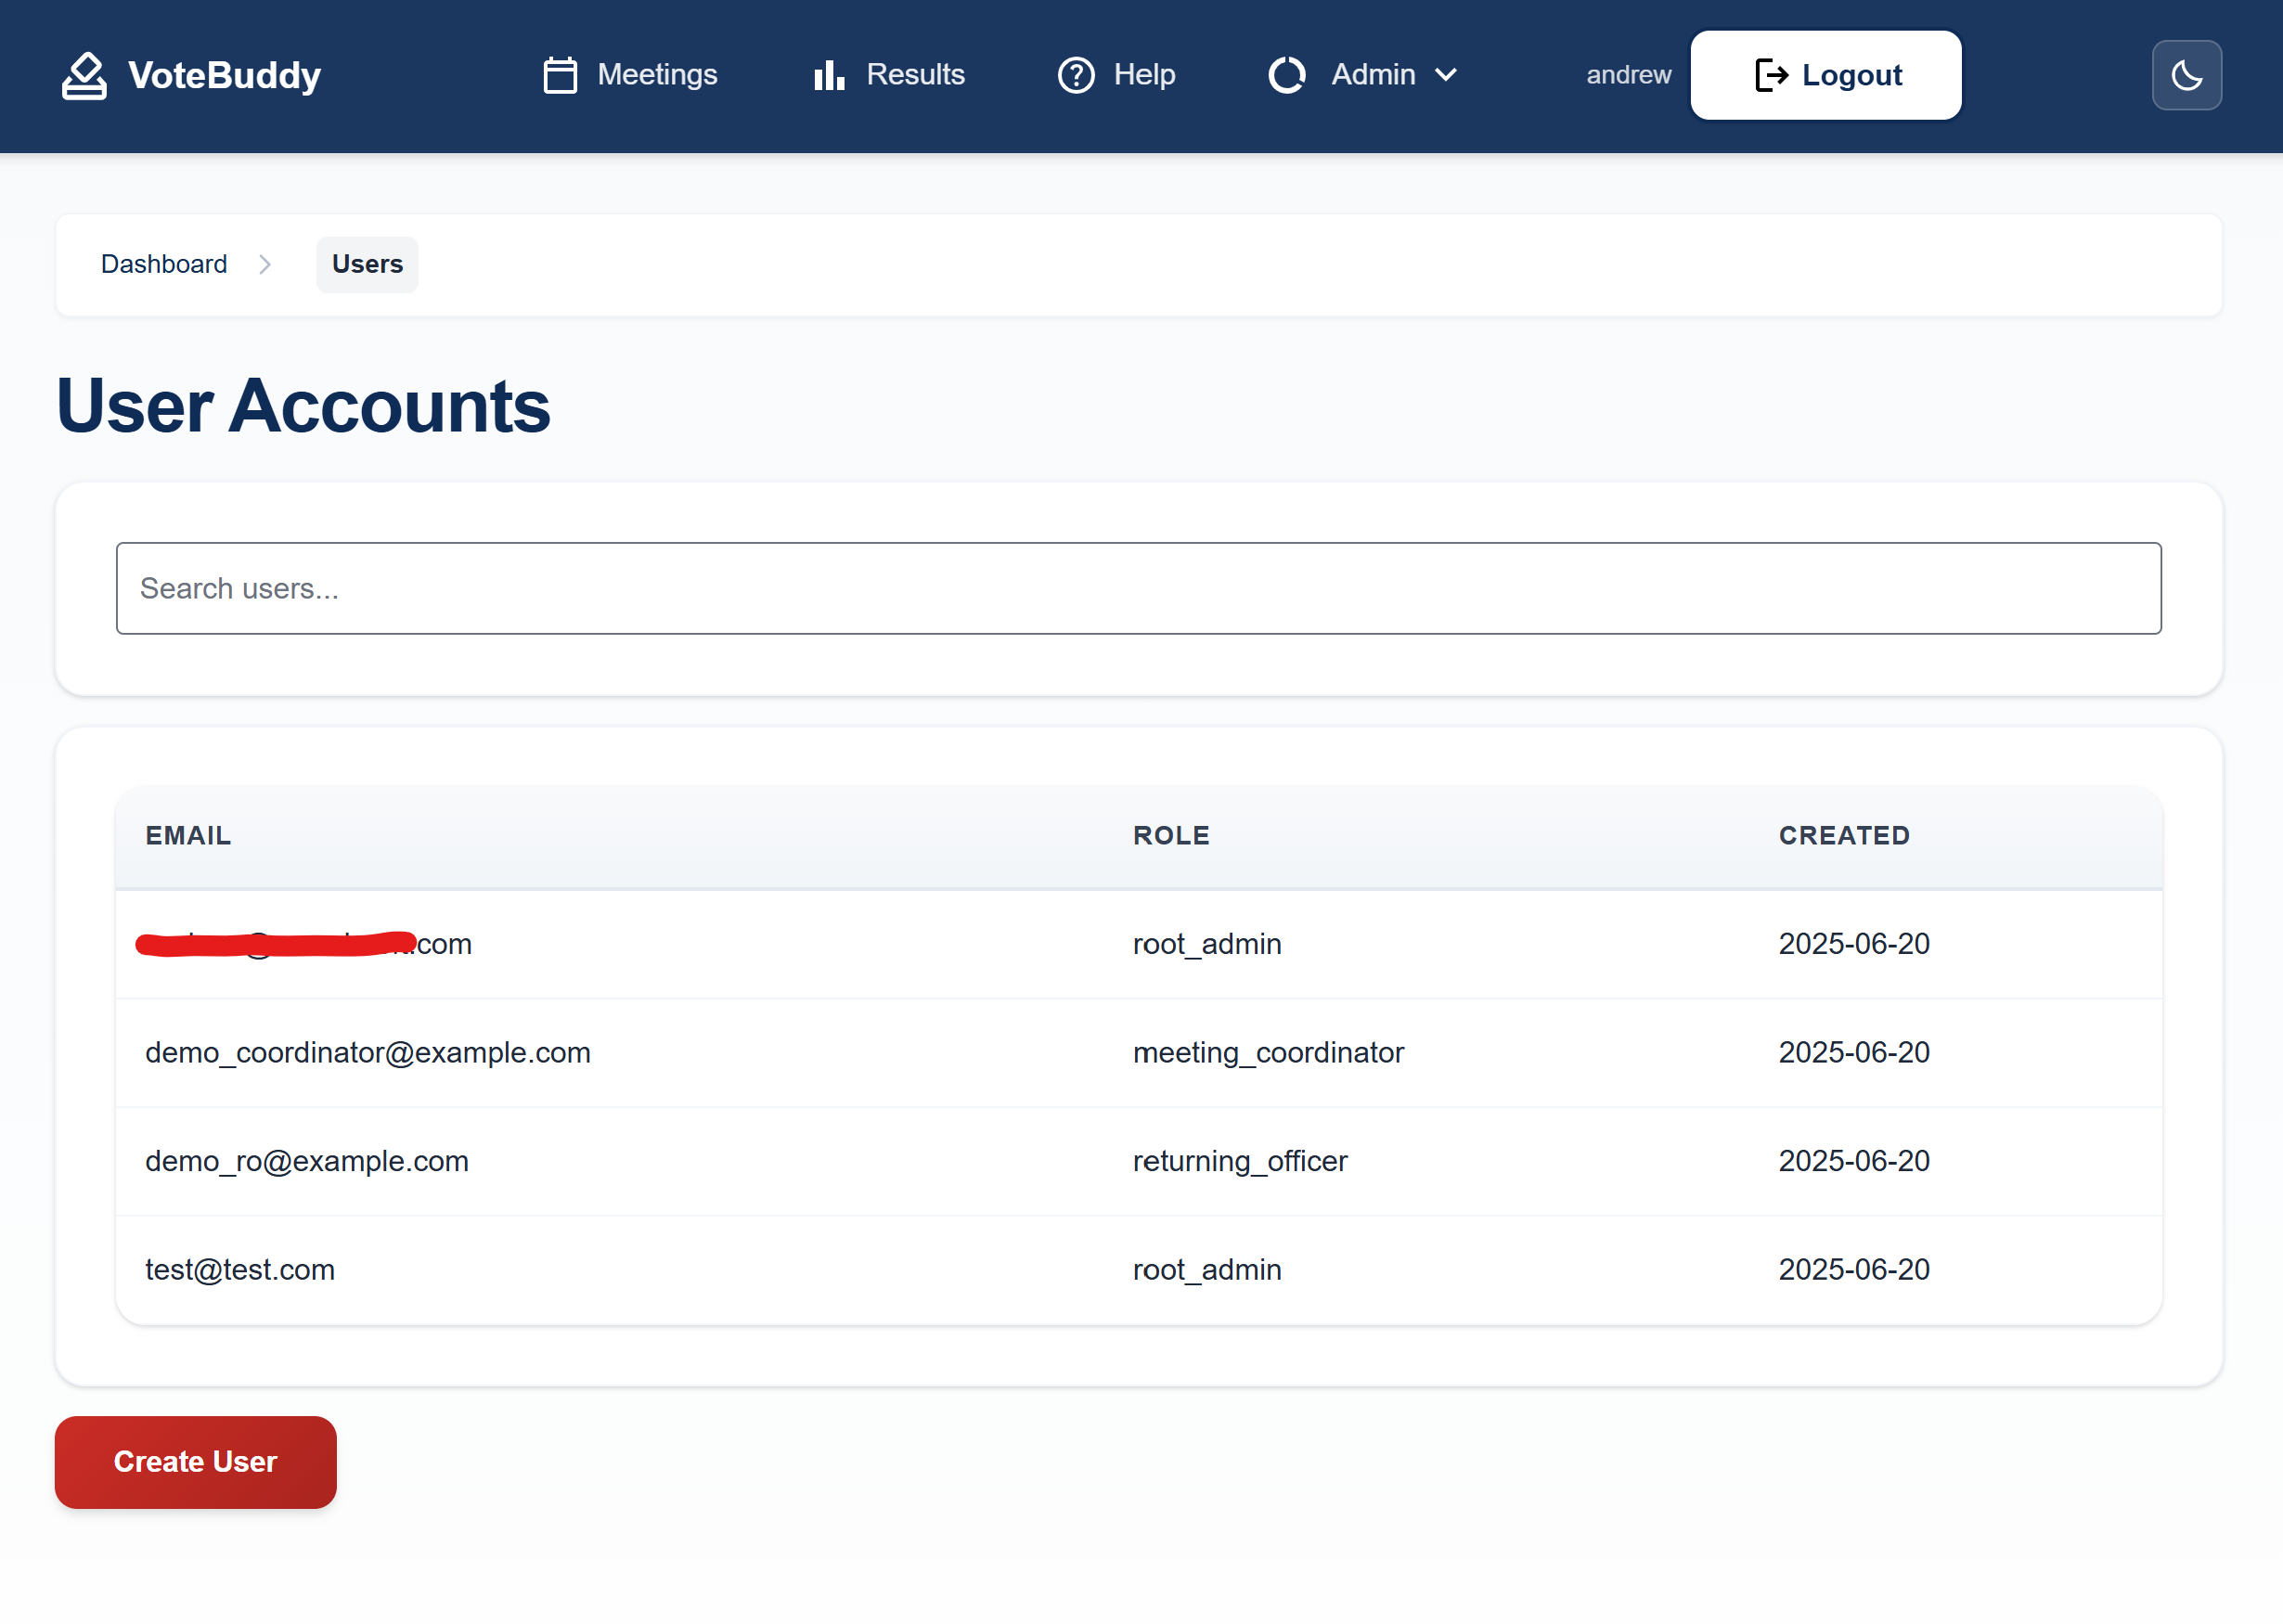 VoteBuddy Meetings Results Help Admin andrew Logout
Dashboard Users
User Accounts
Search users...
EMAIL ROLE CREATED
.com root_admin 2025-06-20
demo_coordinator@example.com meeting_coordinator 2025-06-20
demo_ro@example.com returning_officer 2025-06-20
test@test.com root_admin 2025-06-20
Create User